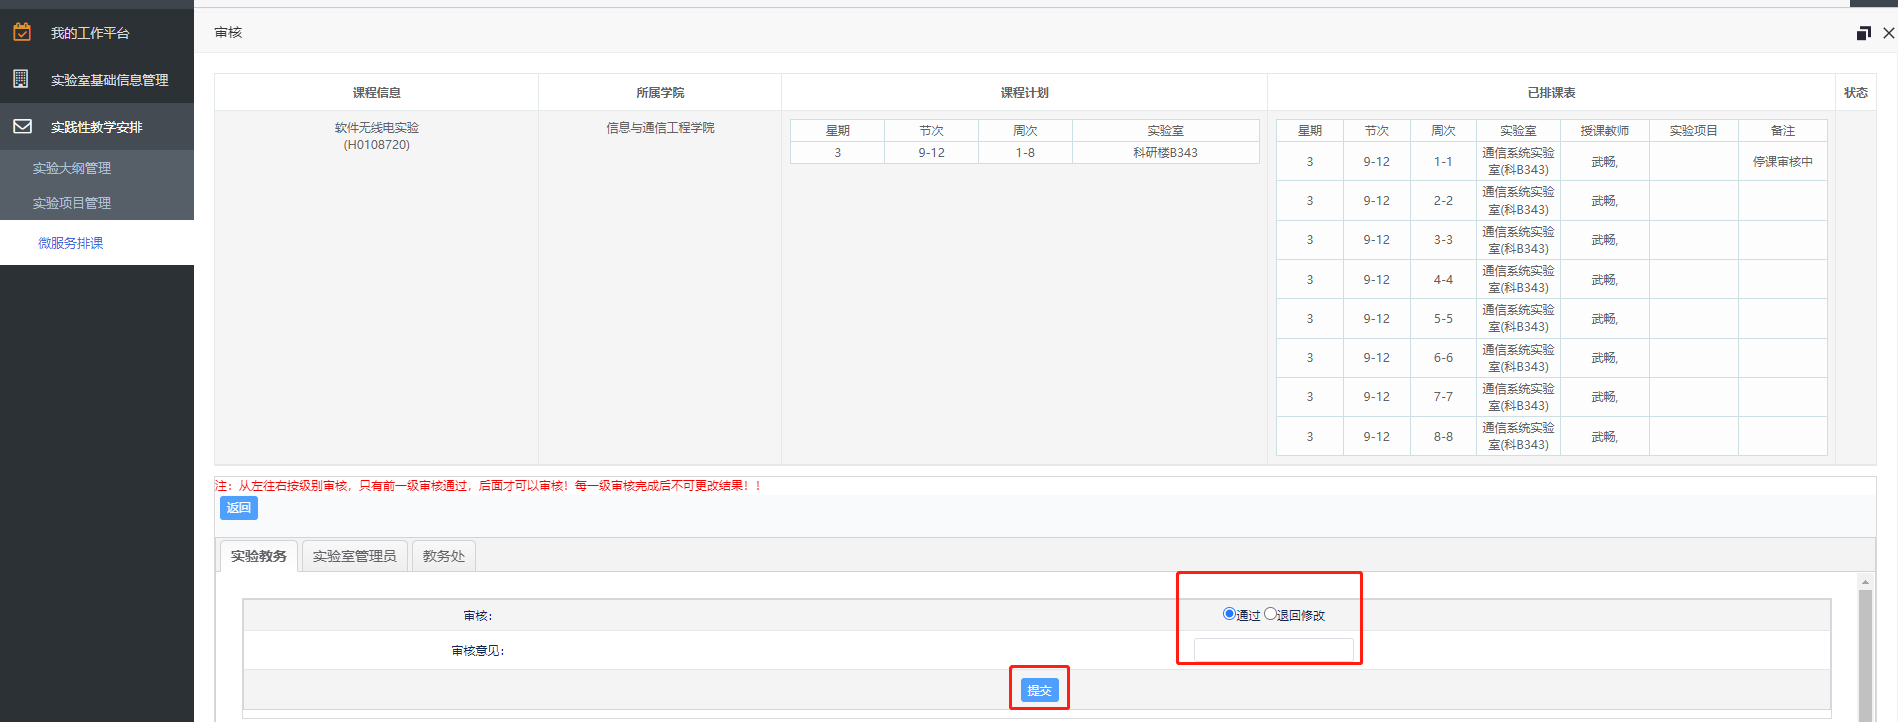 我的工作平台
实验室基础信息管理
实践性教学安排
实验大纲管理
实验项目管理
微服务排课
审核
课程信息 所属学院 课程计划 已排课表 状态
软件无线电实验
(H0108720)
信息与通信工程学院
星期 节次 周次 实验室
3 9-12 1-8 科研楼B343
星期 节次 周次 实验室 授课教师 实验项目 备注
3 9-12 1-1 通信系统实验室(科B343) 武畅, 停课审核中
3 9-12 2-2 通信系统实验室(科B343) 武畅,
3 9-12 3-3 通信系统实验室(科B343) 武畅,
3 9-12 4-4 通信系统实验室(科B343) 武畅,
3 9-12 5-5 通信系统实验室(科B343) 武畅,
3 9-12 6-6 通信系统实验室(科B343) 武畅,
3 9-12 7-7 通信系统实验室(科B343) 武畅,
3 9-12 8-8 通信系统实验室(科B343) 武畅,
注：从左往右按级别审核，只有前一级审核通过，后面才可以审核！每一级审核完成后不可更改结果！！
返回
实验教务 实验室管理员 教务处
审核: 通过 退回修改
审核意见:
提交